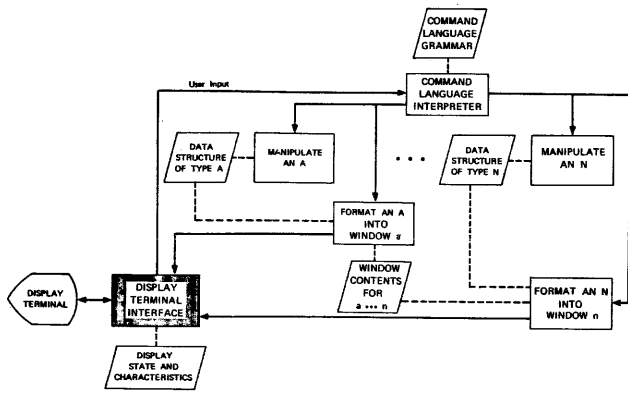 COMMAND
LANGUAGE
GRAMMAR
User Input
COMMAND
LANGUAGE
INTERPRETER
DATA
STRUCTURE
OF TYPE A
MANIPULATE
AN A
• • •
DATA
STRUCTURE
OF TYPE N
MANIPULATE
AN N
FORMAT AN A
INTO
WINDOW a
WINDOW
CONTENTS
FOR
a ••• n
DISPLAY
TERMINAL
DISPLAY
TERMINAL
INTERFACE
FORMAT AN N
INTO
WINDOW n
DISPLAY
STATE AND
CHARACTERISTICS